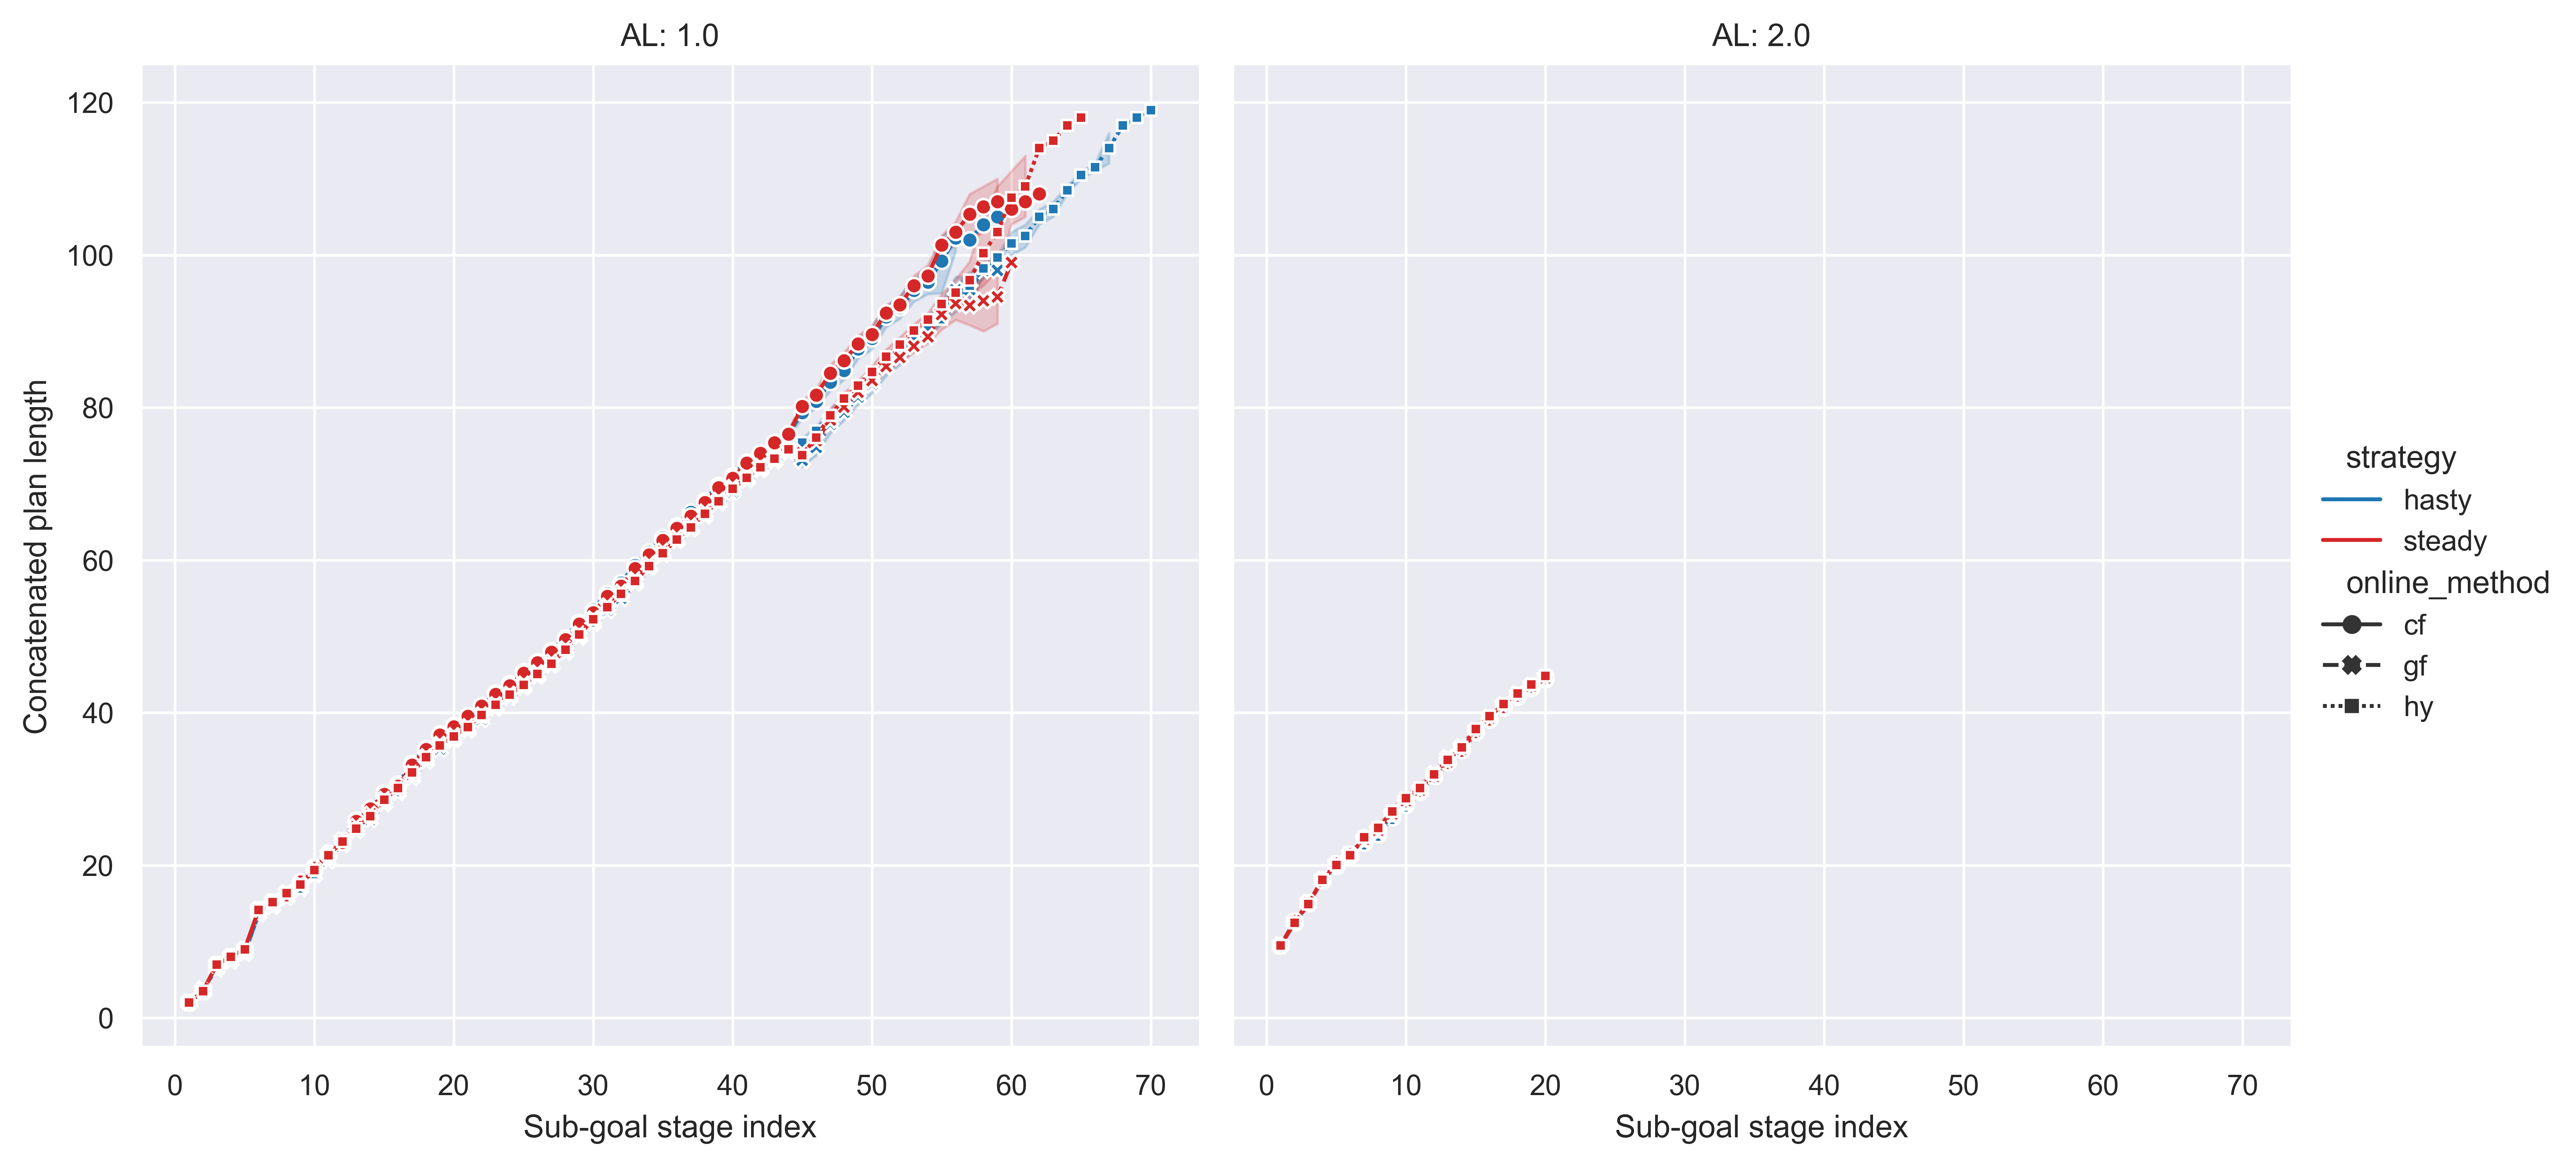 AL: 1.0
AL: 2.0
Concatenated plan length
120
100
80
60
40
20
0
0 10 20 30 40 50 60 70
0 10 20 30 40 50 60 70
Sub-goal stage index
Sub-goal stage index
strategy
hasty
steady
online_method
cf
gf
hy